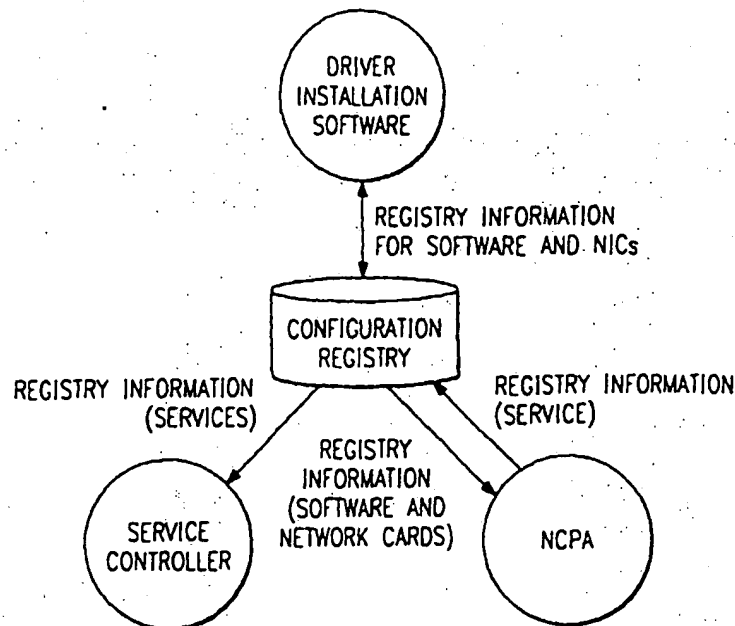 DRIVER
INSTALLATION
SOFTWARE
REGISTRY INFORMATION
FOR SOFTWARE AND NICs
CONFIGURATION
REGISTRY
REGISTRY INFORMATION
(SERVICES)
REGISTRY INFORMATION
(SERVICE)
REGISTRY
INFORMATION
(SOFTWARE AND
NETWORK CARDS)
SERVICE
CONTROLLER
NCPA